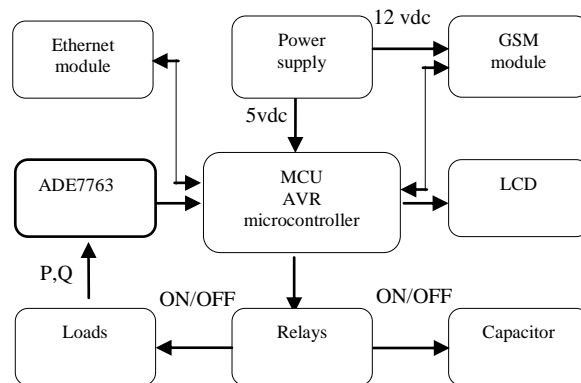 Ethernet
module
Power
supply
12 vdc
GSM
module
5vdc
ADE7763
MCU
AVR
microcontroller
LCD
P,Q
ON/OFF
ON/OFF
Loads
Relays
Capacitor